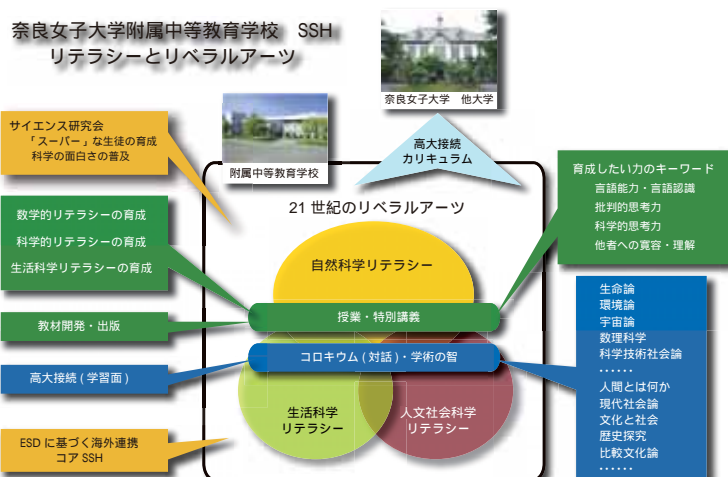 奈良女子大学附属中等教育学校 SSH
リテラシーとリベラルアーツ
奈良女子大学 他大学
附属中等教育学校
高大接続
カリキュラム
サイエンス研究会
「スーパー」な生徒の育成
科学の面白さの普及
数学的リテラシーの育成
科学的リテラシーの育成
生活科学リテラシーの育成
教材開発・出版
高大接続(学習面)
ESDに基づく海外連携
コアSSH
21世紀のリベラルアーツ
自然科学リテラシー
授業・特別講義
コロキウム(対話)・学術の智
生活科学
リテラシー
人文社会科学
リテラシー
育成したい力のキーワード
言語能力・言語認識
批判的思考力
科学的思考力
他者への寛容・理解
生命論
環境論
宇宙論
数理科学
科学技術社会論
‥‥‥
人間とは何か
現代社会論
文化と社会
歴史探究
比較文化論
‥‥‥